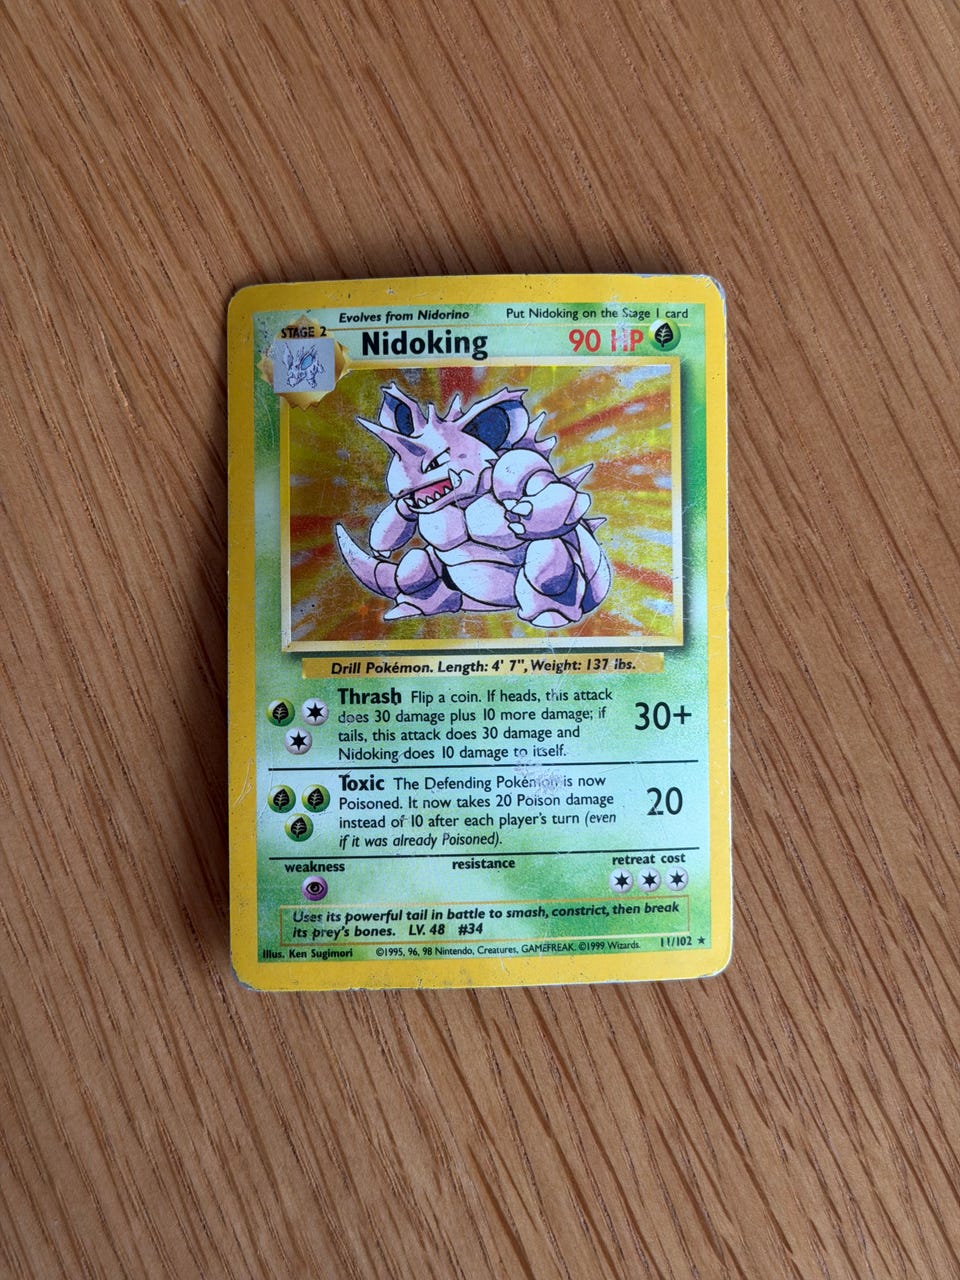 Evolves from Nidorino Put Nidoking on the Stage 1 card
STAGE 2
Nidoking 90 HP
Drill Pokémon. Length: 4' 7", Weight: 137 lbs.
Thrash Flip a coin. If heads, this attack
does 30 damage plus 10 more damage; if
tails, this attack does 30 damage and
Nidoking does 10 damage to itself.
30+
Toxic The Defending Pokémon is now
Poisoned. It now takes 20 Poison damage
instead of 10 after each player's turn (even
if it was already Poisoned).
20
weakness resistance retreat cost
Uses its powerful tail in battle to smash, constrict, then break
its prey's bones. LV. 48 #34
Illus. Ken Sugimori ©1995, 96, 98 Nintendo, Creatures, GAMEFREAK. ©1999 Wizards. 11/102 ★